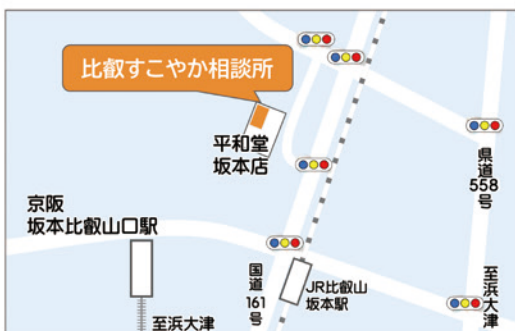 比叡すこやか相談所
平和堂
坂本店
県道
558
号
京阪
坂本比叡山口駅
国道
161
号
JR比叡山
坂本駅
至浜大津
至浜大津